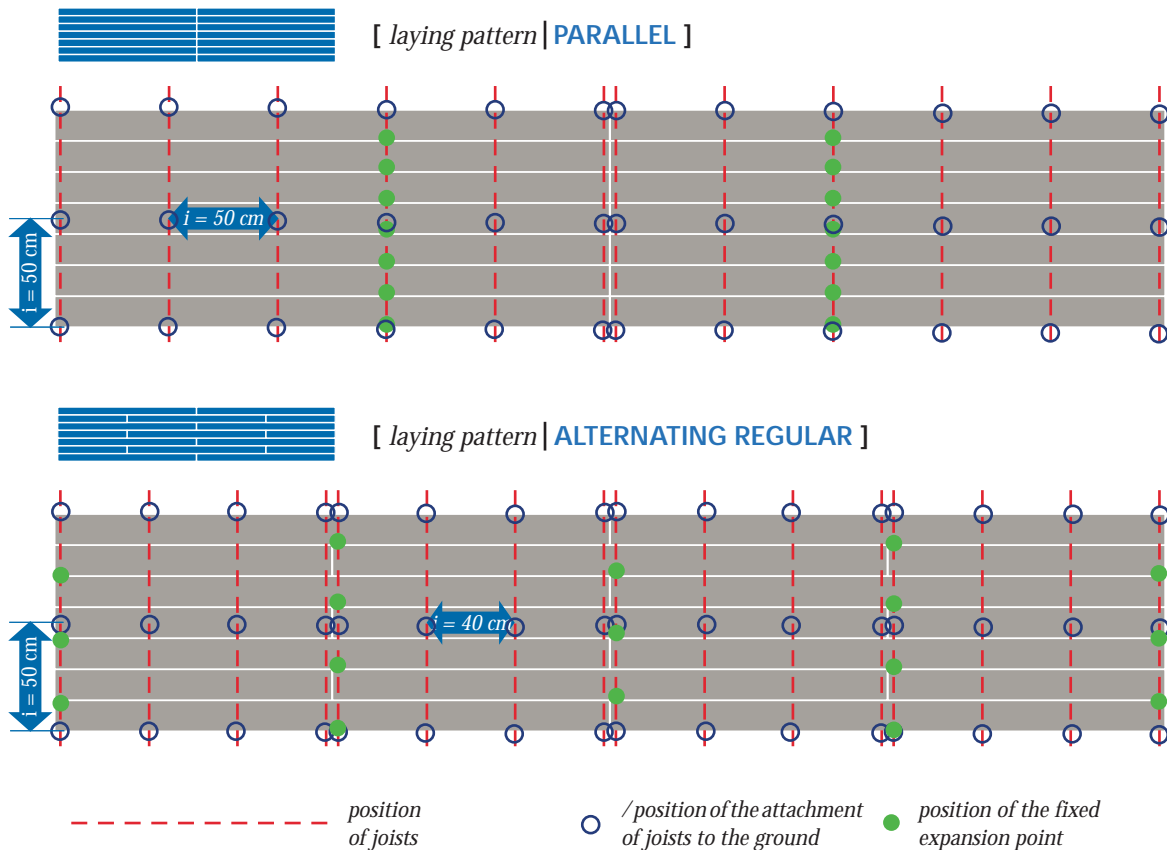 [ laying pattern | PARALLEL ]
i = 50 cm
i = 50 cm
[ laying pattern | ALTERNATING REGULAR ]
i = 40 cm
i = 50 cm
position
of joists
/ position of the attachment
of joists to the ground
position of the fixed
expansion point